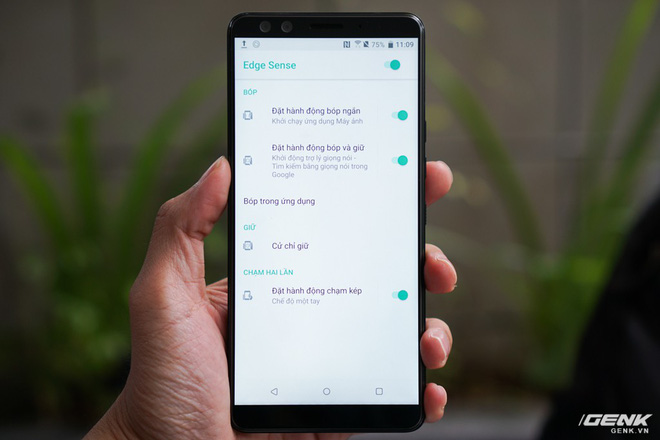 75% 11:09
Edge Sense
BÓP
Đặt hành động bóp ngắn
Khởi chạy ứng dụng Máy ảnh
Đặt hành động bóp và giữ
Khởi động trợ lý giọng nói -
Tìm kiếm bằng giọng nói trong
Google
Bóp trong ứng dụng
GIỮ
Cử chỉ giữ
CHẠM HAI LẦN
Đặt hành động chạm kép
Chế độ một tay
GENK
GENK.VN